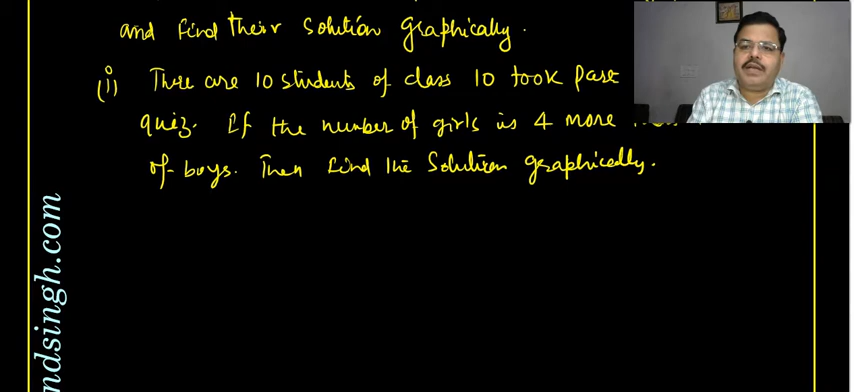 and find their solution graphically.
(i) There are 10 students of class 10 took part
quiz. If the number of girls is 4 more
of boys. Then find the solution graphically.
ndsingh.com